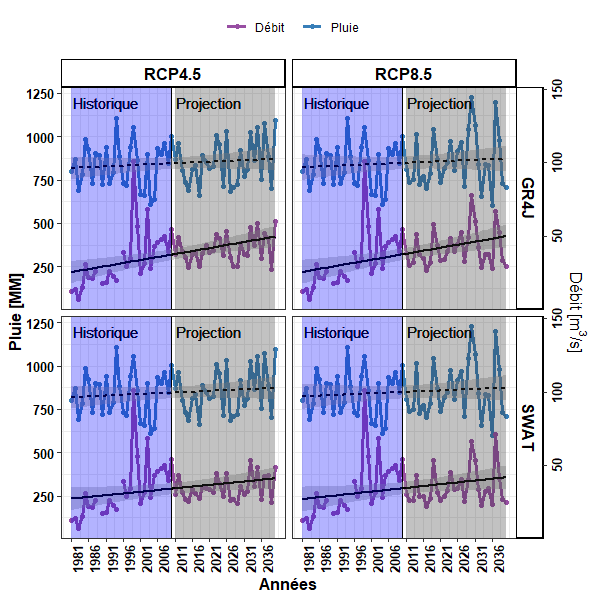 Débit Pluie
RCP4.5 RCP8.5
Historique Projection Historique Projection
1250
1000
750
500
250
150
100
50
GR4J
Historique Projection Historique Projection
1250
1000
750
500
250
150
100
50
SWAT
Pluie [MM]
Débit [m³/s]
1981 1986 1991 1996 2001 2006 2011 2016 2021 2026 2031 2036 1981 1986 1991 1996 2001 2006 2011 2016 2021 2026 2031 2036
Années